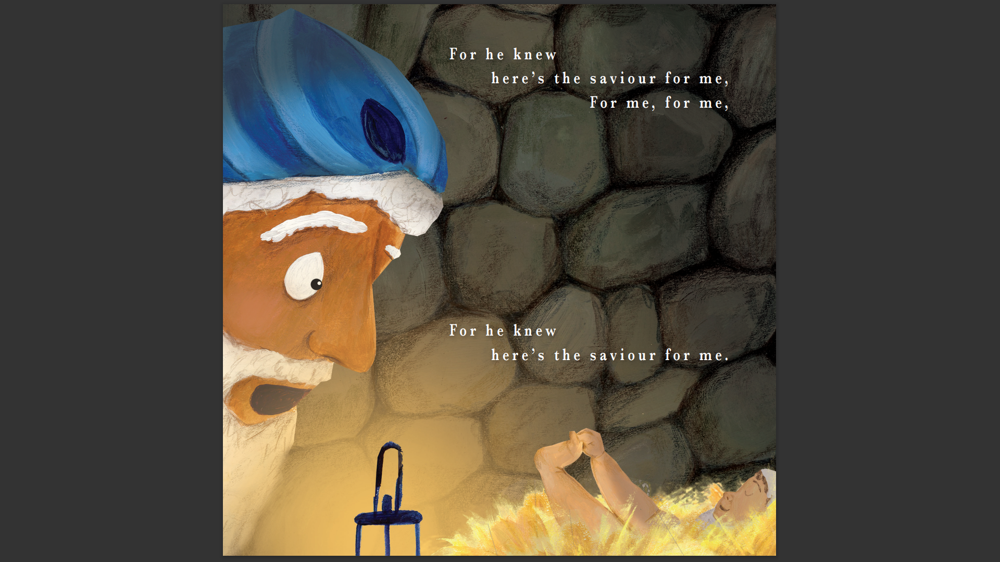 For he knew
here’s the saviour for me,
For me, for me,
For he knew
here’s the saviour for me.